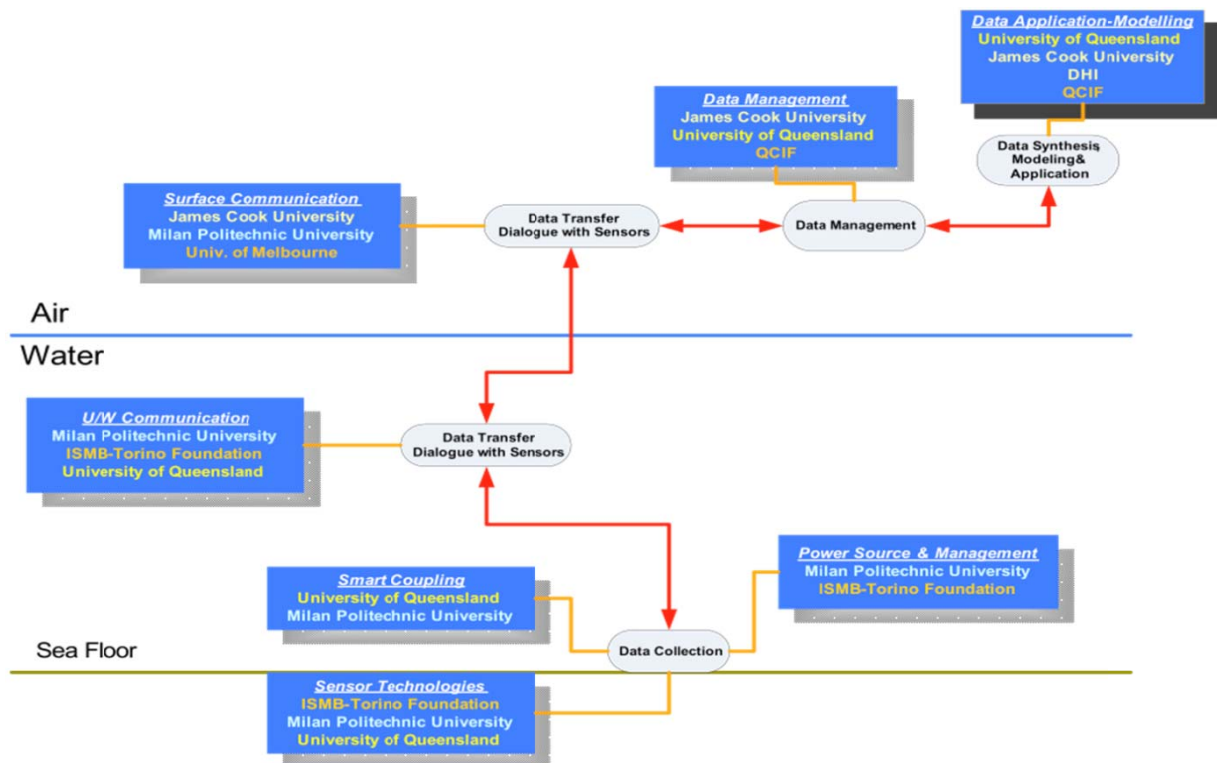 Data Application-Modelling
University of Queensland
James Cook University
DHI
QCIF
Data Management
James Cook University
University of Queensland
QCIF
Data Synthesis,
Modeling&
Application
Surface Communication
James Cook University
Milan Politechnic University
Univ. of Melbourne
Data Transfer
Dialogue with Sensors
Data Management
Air
Water
U/W Communication
Milan Politechnic University
ISMB-Torino Foundation
University of Queensland
Data Transfer
Dialogue with Sensors
Power Source & Management
Milan Politechnic University
ISMB-Torino Foundation
Smart Coupling
University of Queensland
Milan Politechnic University
Data Collection
Sea Floor
Sensor Technologies
ISMB-Torino Foundation
Milan Politechnic University
University of Queensland